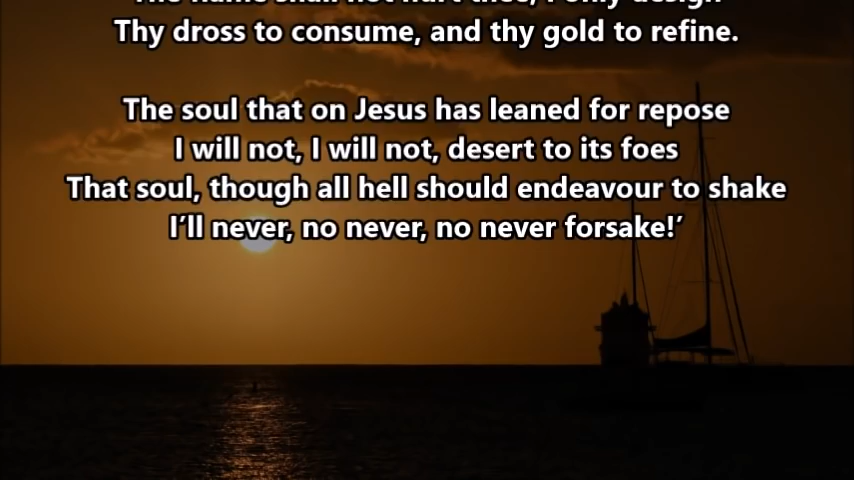 The flame shall not hurt thee, I only design
Thy dross to consume, and thy gold to refine.
The soul that on Jesus has leaned for repose
I will not, I will not, desert to its foes
That soul, though all hell should endeavour to shake
I’ll never, no never, no never forsake!’